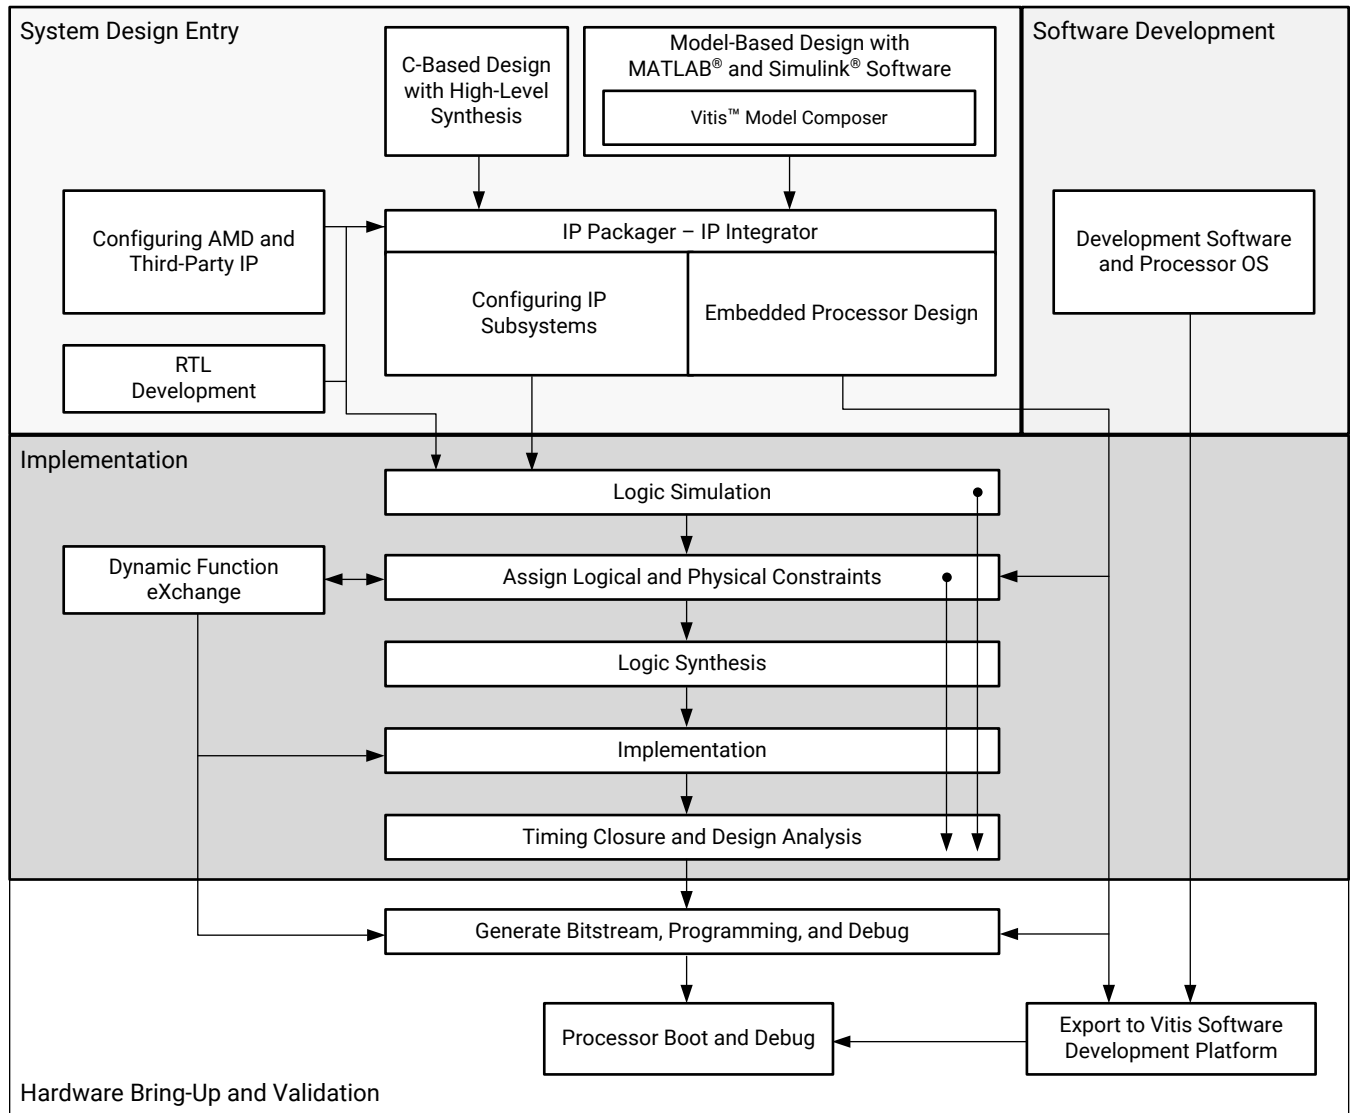 System Design Entry
Software Development
C-Based Design
with High-Level
Synthesis
Model-Based Design with
MATLAB® and Simulink® Software
Vitis™ Model Composer
Configuring AMD and
Third-Party IP
IP Packager – IP Integrator
Development Software
and Processor OS
Configuring IP
Subsystems
Embedded Processor Design
RTL
Development
Implementation
Logic Simulation
Dynamic Function
eXchange
Assign Logical and Physical Constraints
Logic Synthesis
Implementation
Timing Closure and Design Analysis
Generate Bitstream, Programming, and Debug
Processor Boot and Debug
Export to Vitis Software
Development Platform
Hardware Bring-Up and Validation